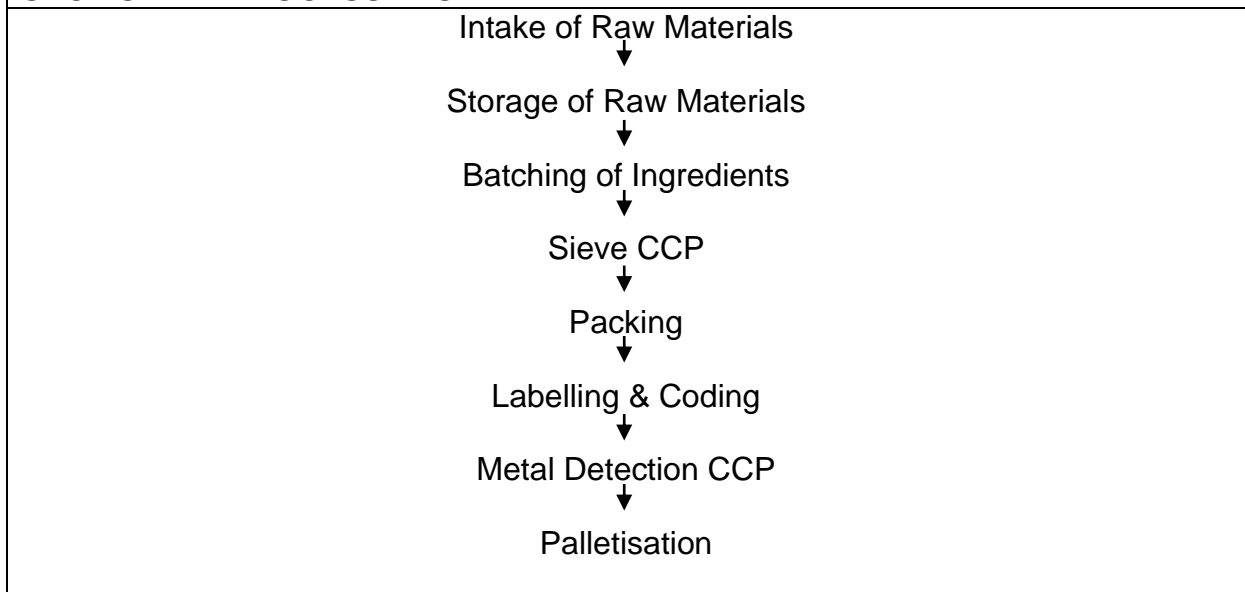 Intake of Raw Materials
Storage of Raw Materials
Batching of Ingredients
Sieve CCP
Packing
Labelling & Coding
Metal Detection CCP
Palletisation